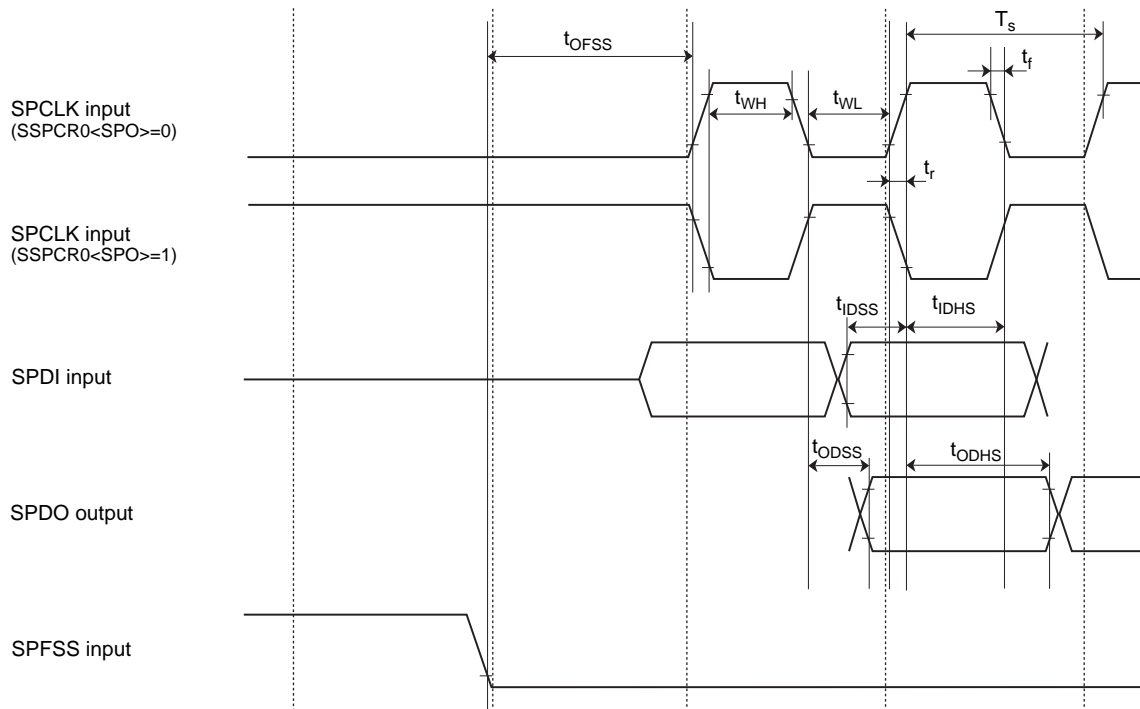 tOFSS
Ts
tf
SPCLK input
(SSPCR0<SPO>=0)
tWH
tWL
tr
SPCLK input
(SSPCR0<SPO>=1)
tIDSS
tIDHS
SPDI input
tODSS
tODHS
SPDO output
SPFSS input